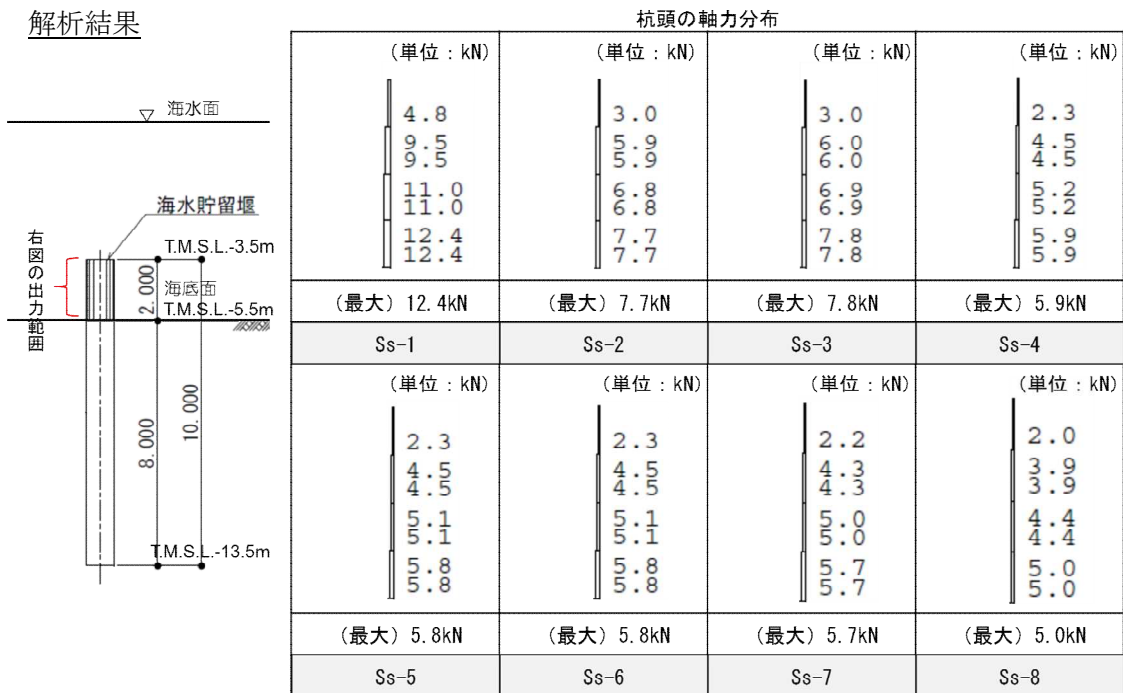 解析結果
杭頭の軸力分布
海水面
海水貯留堰
右図の出力範囲
T.M.S.L.-3.5m
2.000
海底面
T.M.S.L.-5.5m
8.000
10.000
T.M.S.L.-13.5m
(単位:kN)
4.8
9.5
9.5
11.0
11.0
12.4
12.4
(最大) 12.4kN
Ss-1
(単位:kN)
3.0
5.9
5.9
6.8
6.8
7.7
7.7
(最大) 7.7kN
Ss-2
(単位:kN)
3.0
6.0
6.0
6.9
6.9
7.8
7.8
(最大) 7.8kN
Ss-3
(単位:kN)
2.3
4.5
4.5
5.2
5.2
5.9
5.9
(最大) 5.9kN
Ss-4
(単位:kN)
2.3
4.5
4.5
5.1
5.1
5.8
5.8
(最大) 5.8kN
Ss-5
(単位:kN)
2.3
4.5
4.5
5.1
5.1
5.8
5.8
(最大) 5.8kN
Ss-6
(単位:kN)
2.2
4.3
4.3
5.0
5.0
5.7
5.7
(最大) 5.7kN
Ss-7
(単位:kN)
2.0
3.9
3.9
4.4
4.4
5.0
5.0
(最大) 5.0kN
Ss-8